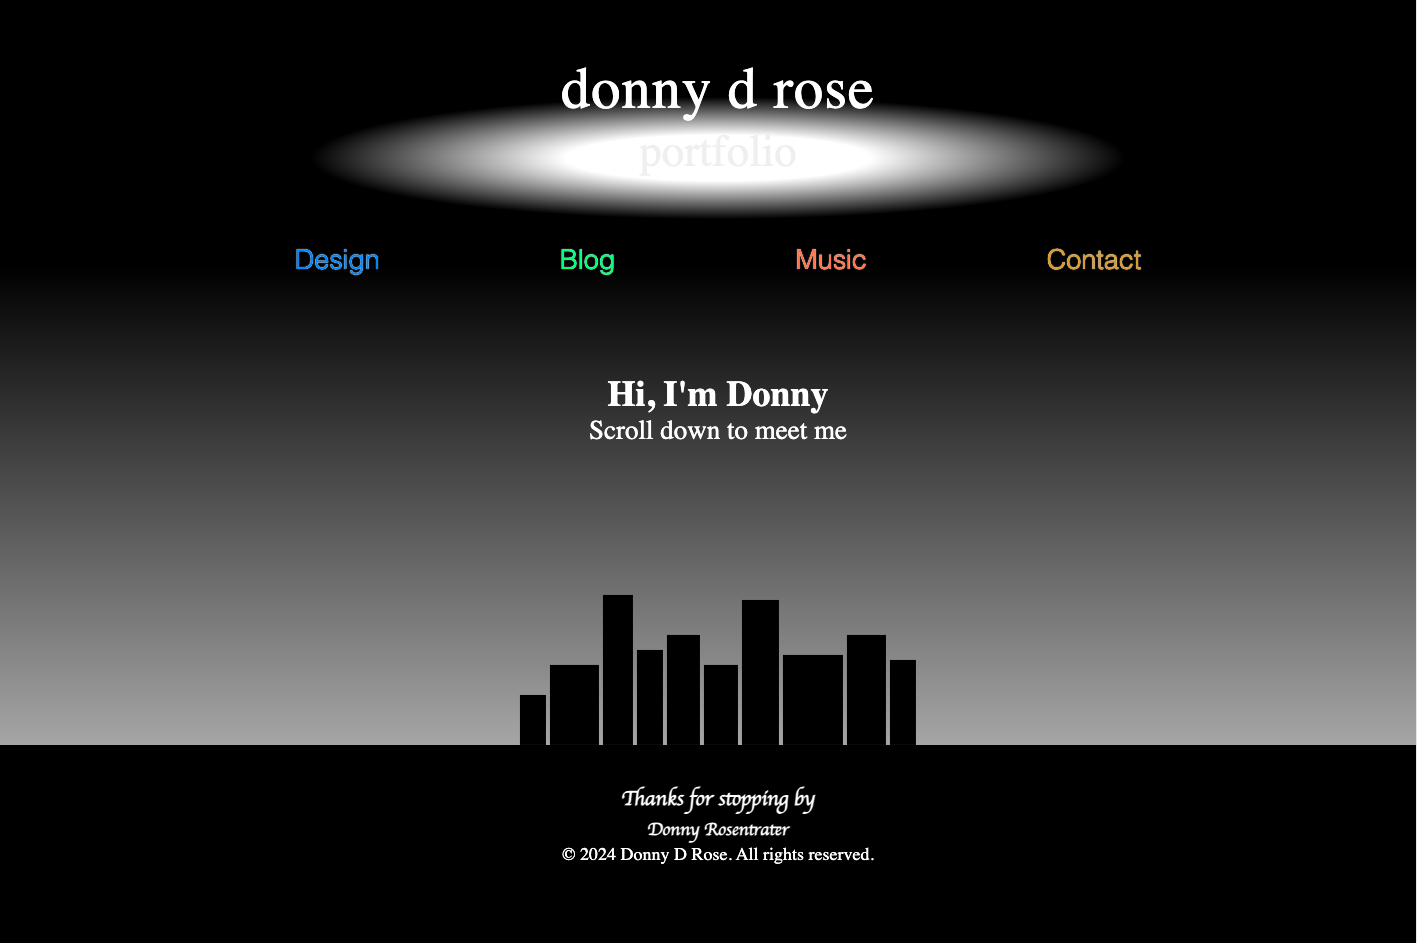 donny d rose
portfolio
Design Blog Music Contact
Hi, I'm Donny
Scroll down to meet me
Thanks for stopping by
Donny Rosentrater
© 2024 Donny D Rose. All rights reserved.